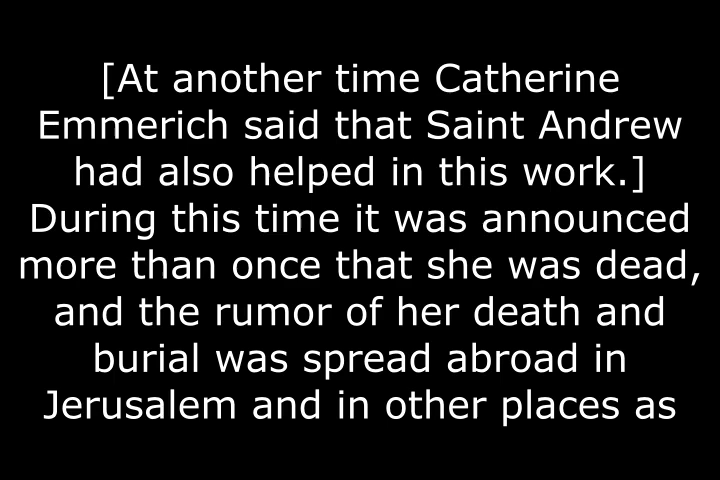 [At another time Catherine
Emmerich said that Saint Andrew
had also helped in this work.]
During this time it was announced
more than once that she was dead,
and the rumor of her death and
burial was spread abroad in
Jerusalem and in other places as